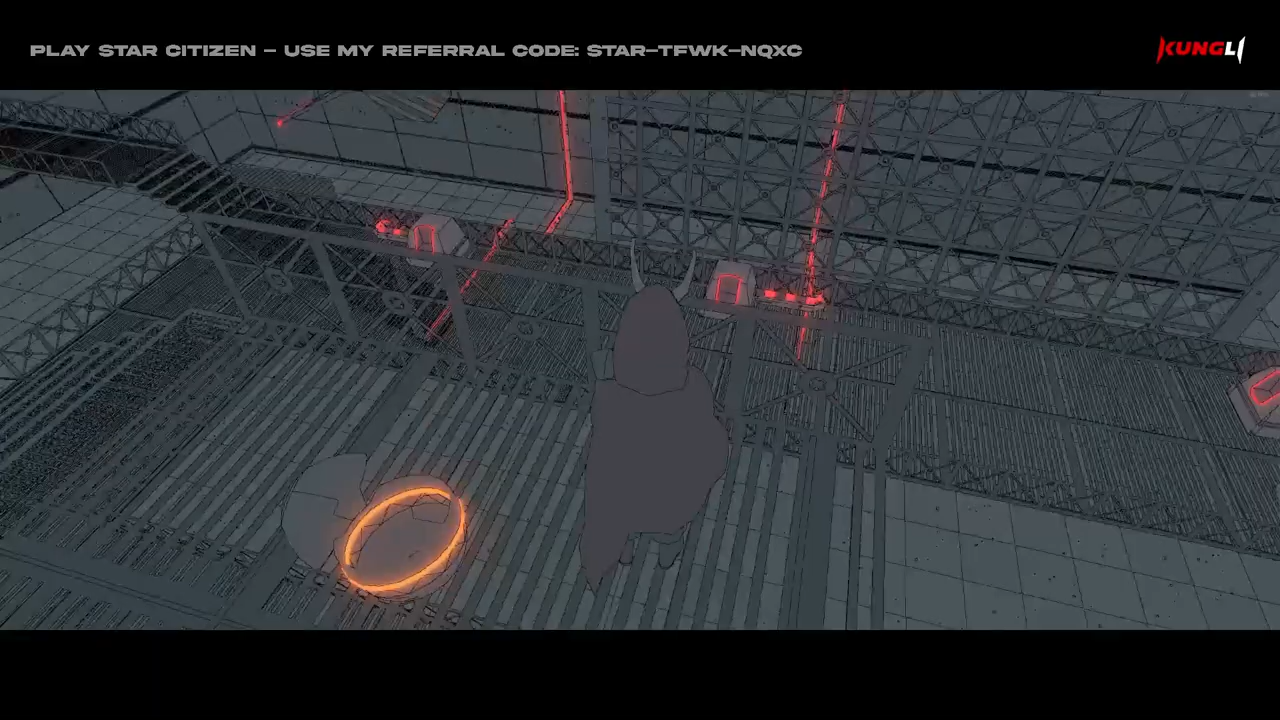 PLAY STAR CITIZEN – USE MY REFERRAL CODE: STAR–TFWK–NQXC
KUNGLI